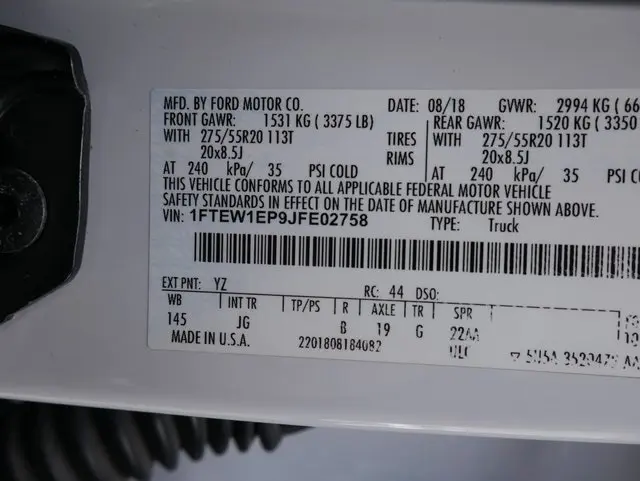 MFD. BY FORD MOTOR CO. DATE: 08/18 GVWR: 2994 KG ( 66
FRONT GAWR: 1531 KG ( 3375 LB) REAR GAWR: 1520 KG ( 3350
WITH 275/55R20 113T TIRES WITH 275/55R20 113T
20x8.5J RIMS 20x8.5J
AT 240 kPa/ 35 PSI COLD AT 240 kPa/ 35 PSI C
THIS VEHICLE CONFORMS TO ALL APPLICABLE FEDERAL MOTOR VEHICLE
SAFETY STANDARDS IN EFFECT ON THE DATE OF MANUFACTURE SHOWN ABOVE.
VIN: 1FTEW1EP9JFE02758 TYPE: Truck
EXT PNT: YZ RC: 44 DSO:
WB INT TR TP/PS R AXLE TR SPR
145 JG B 19 G 22AA
MADE IN U.S.A. 2201808184082